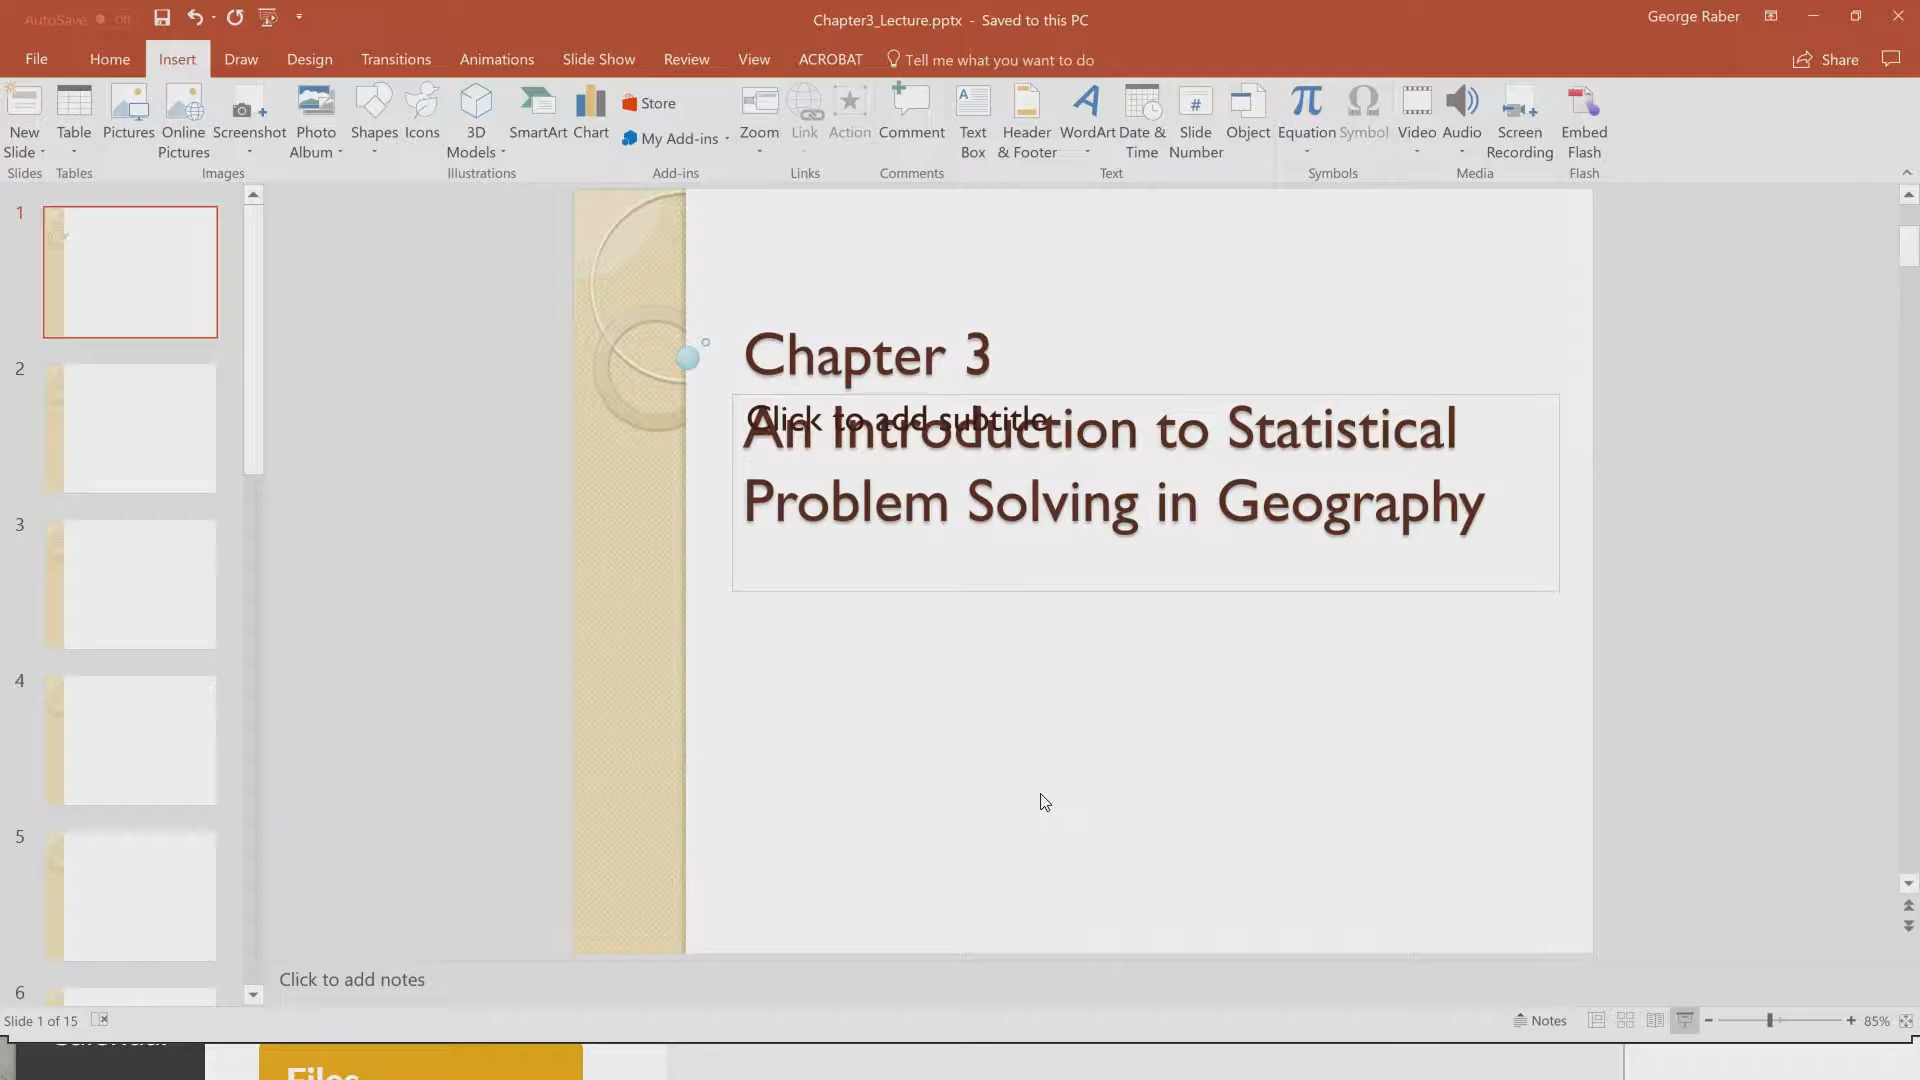 AutoSave Off
Chapter3_Lecture.pptx - Saved to this PC
George Raber
File Home Insert Draw Design Transitions Animations Slide Show Review View ACROBAT Tell me what you want to do
Share
New Slide
Table
Pictures
Online Pictures
Screenshot
Photo Album
Shapes
Icons
3D Models
SmartArt
Chart
Store
My Add-ins
Zoom
Link
Action
Comment
Text Box
Header & Footer
WordArt
Date & Time
Slide Number
Object
Equation
Symbol
Video
Audio
Screen Recording
Embed Flash
Slides Tables Images Illustrations Add-ins Links Comments Text Symbols Media Flash
1
2
3
4
5
6
Chapter 3
Click to add subtitle
An Introduction to Statistical
Problem Solving in Geography
Click to add notes
Slide 1 of 15
Notes
85%
Files